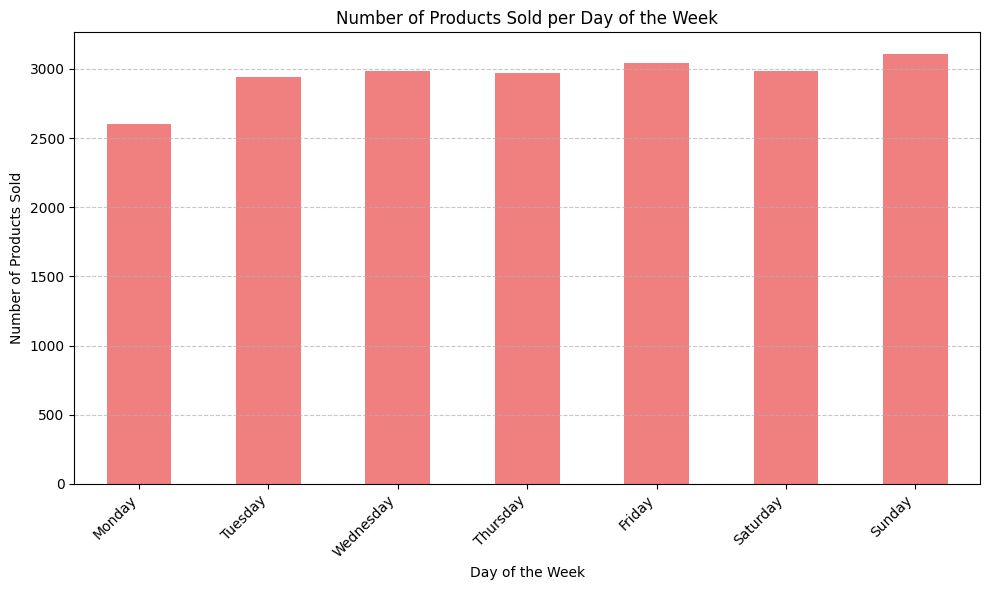 Number of Products Sold per Day of the Week
Number of Products Sold
3000
2500
2000
1500
1000
500
0
Monday
Tuesday
Wednesday
Thursday
Friday
Saturday
Sunday
Day of the Week